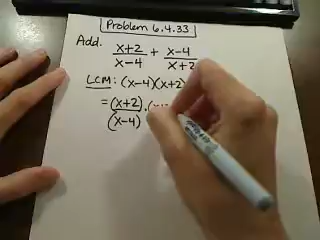 Problem 6.4.33
Add. x+2/x-4 + x-4/x+2
LCM: (x-4)(x+2)
= (x+2)/(x-4) ·